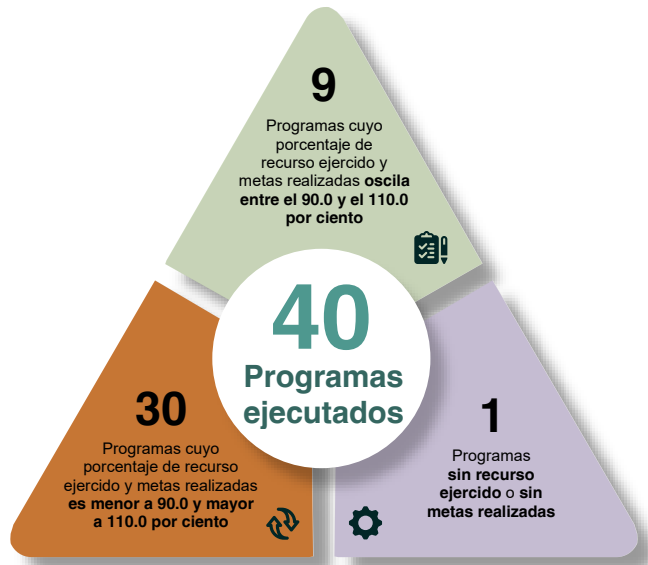 9
Programas cuyo
porcentaje de
recurso ejercido y
metas realizadas oscila
entre el 90.0 y el 110.0
por ciento
40
Programas
ejecutados
30
Programas cuyo
porcentaje de recurso
ejercido y metas realizadas
es menor a 90.0 y mayor
a 110.0 por ciento
1
Programas
sin recurso
ejercido o sin
metas realizadas